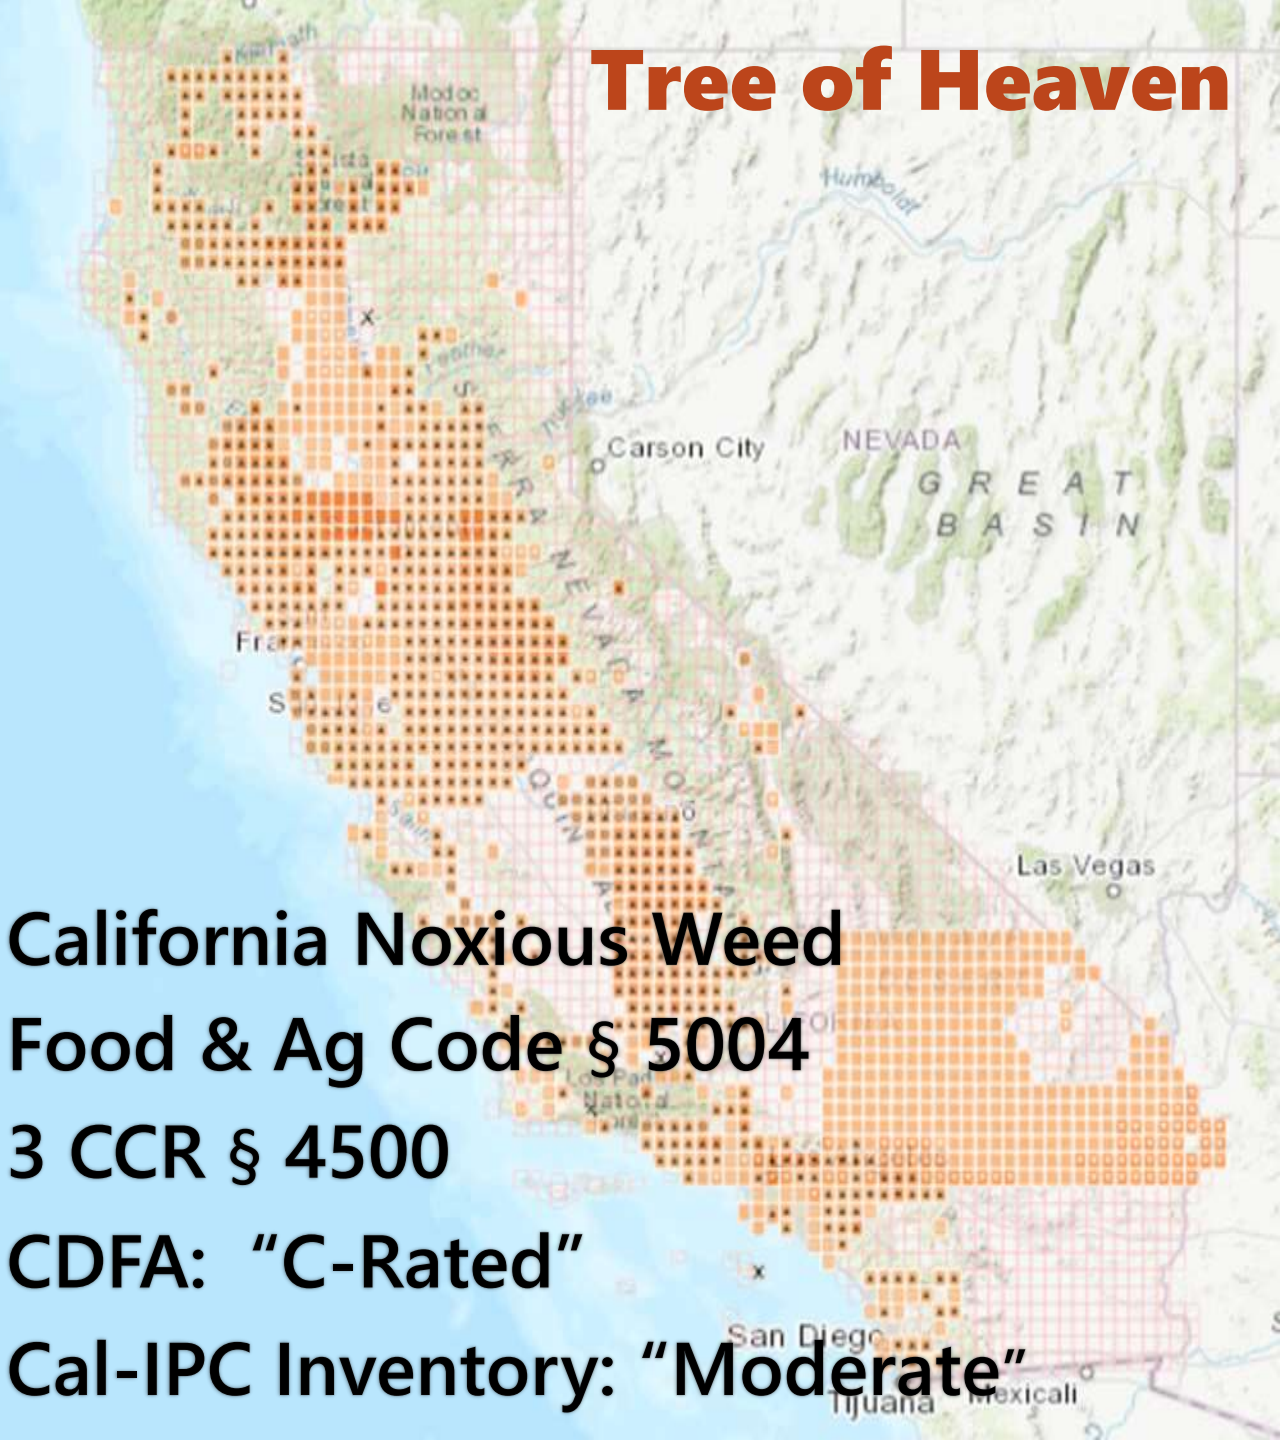 Tree of Heaven
Klamath
Modoc
National
Forest
Humboldt
Carson City
NEVADA
GREAT
BASIN
Las Vegas
California Noxious Weed
Food & Ag Code § 5004
3 CCR § 4500
CDFA: “C-Rated”
San Diego
Cal-IPC Inventory: “Moderate”
Tijuana
Mexicali